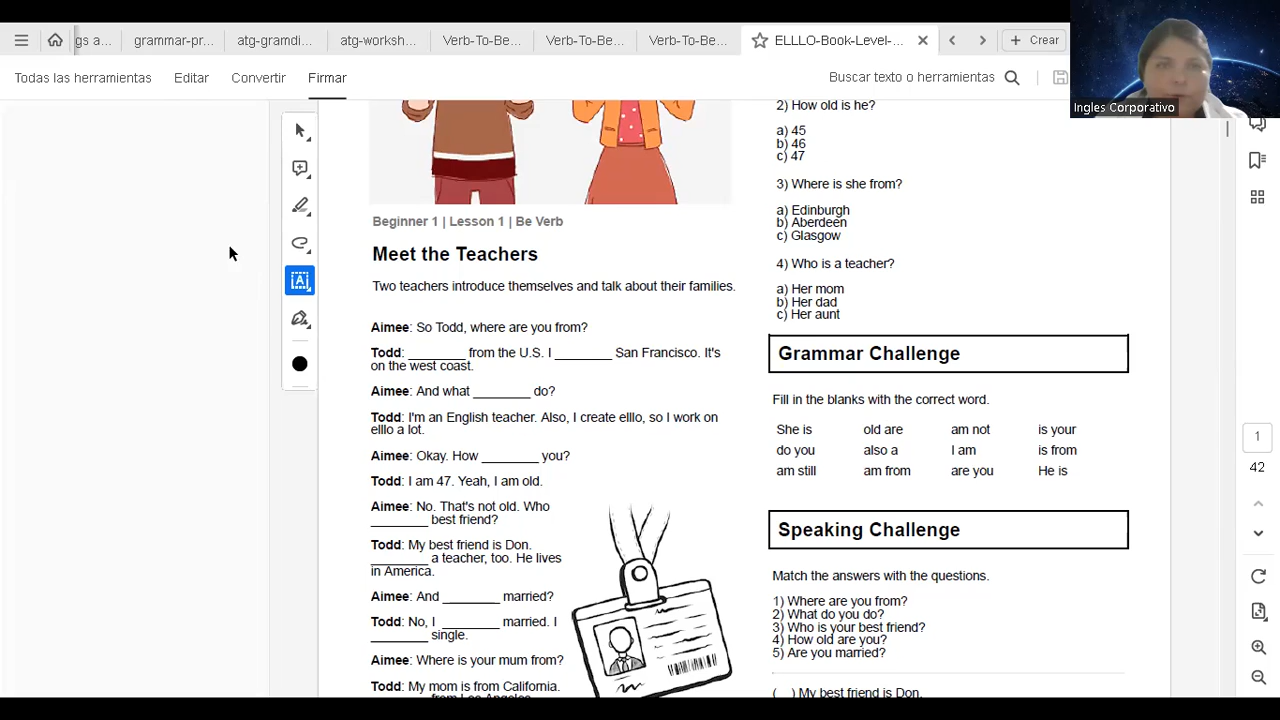 gs a...
grammar-pr...
atg-gramdi...
atg-worksh...
Verb-To-Be...
Verb-To-Be...
Verb-To-Be...
ELLLO-Book-Level-...
Crear
Todas las herramientas
Editar
Convertir
Firmar
Buscar texto o herramientas
Ingles Corporativo
Beginner 1 | Lesson 1 | Be Verb
Meet the Teachers
Two teachers introduce themselves and talk about their families.
Aimee: So Todd, where are you from?
Todd: ________ from the U.S. I ________ San Francisco. It's
on the west coast.
Aimee: And what ________ do?
Todd: I'm an English teacher. Also, I create elllo, so I work on
elllo a lot.
Aimee: Okay. How ________ you?
Todd: I am 47. Yeah, I am old.
Aimee: No. That's not old. Who
________ best friend?
Todd: My best friend is Don.
________ a teacher, too. He lives
in America.
Aimee: And ________ married?
Todd: No, I ________ married. I
________ single.
Aimee: Where is your mum from?
Todd: My mom is from California.
________ from Los Angeles
2) How old is he?
a) 45
b) 46
c) 47
3) Where is she from?
a) Edinburgh
b) Aberdeen
c) Glasgow
4) Who is a teacher?
a) Her mom
b) Her dad
c) Her aunt
Grammar Challenge
Fill in the blanks with the correct word.
She is old are am not is your
do you also a I am is from
am still am from are you He is
Speaking Challenge
Match the answers with the questions.
1) Where are you from?
2) What do you do?
3) Who is your best friend?
4) How old are you?
5) Are you married?
( ) My best friend is Don.
1
42